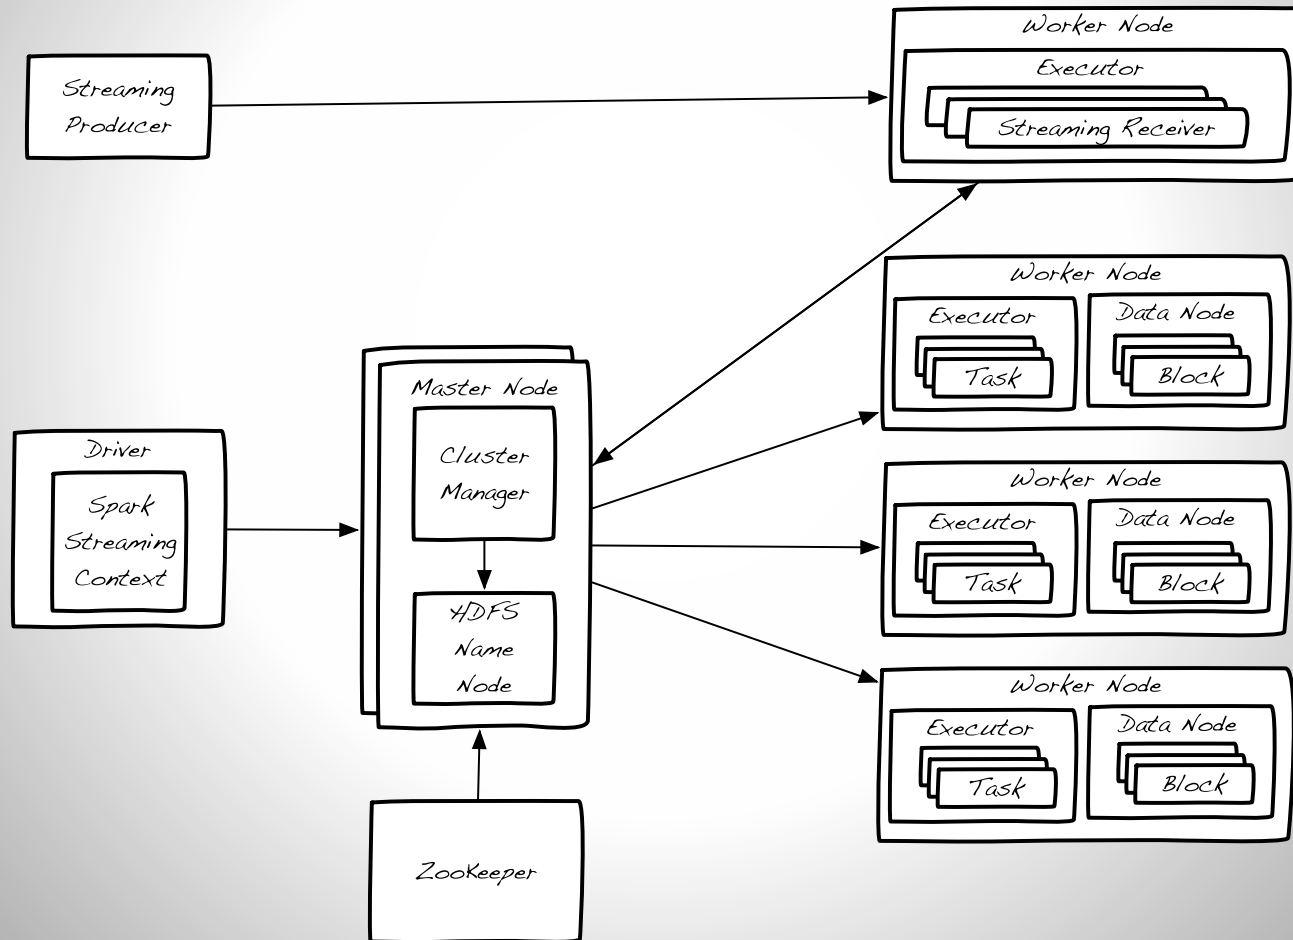 Streaming
Producer
Worker Node
Executor
Streaming Receiver
Driver
Spark
Streaming
Context
Master Node
Cluster
Manager
HDFS
Name
Node
ZooKeeper
Worker Node
Executor
Task
Data Node
Block
Worker Node
Executor
Task
Data Node
Block
Worker Node
Executor
Task
Data Node
Block